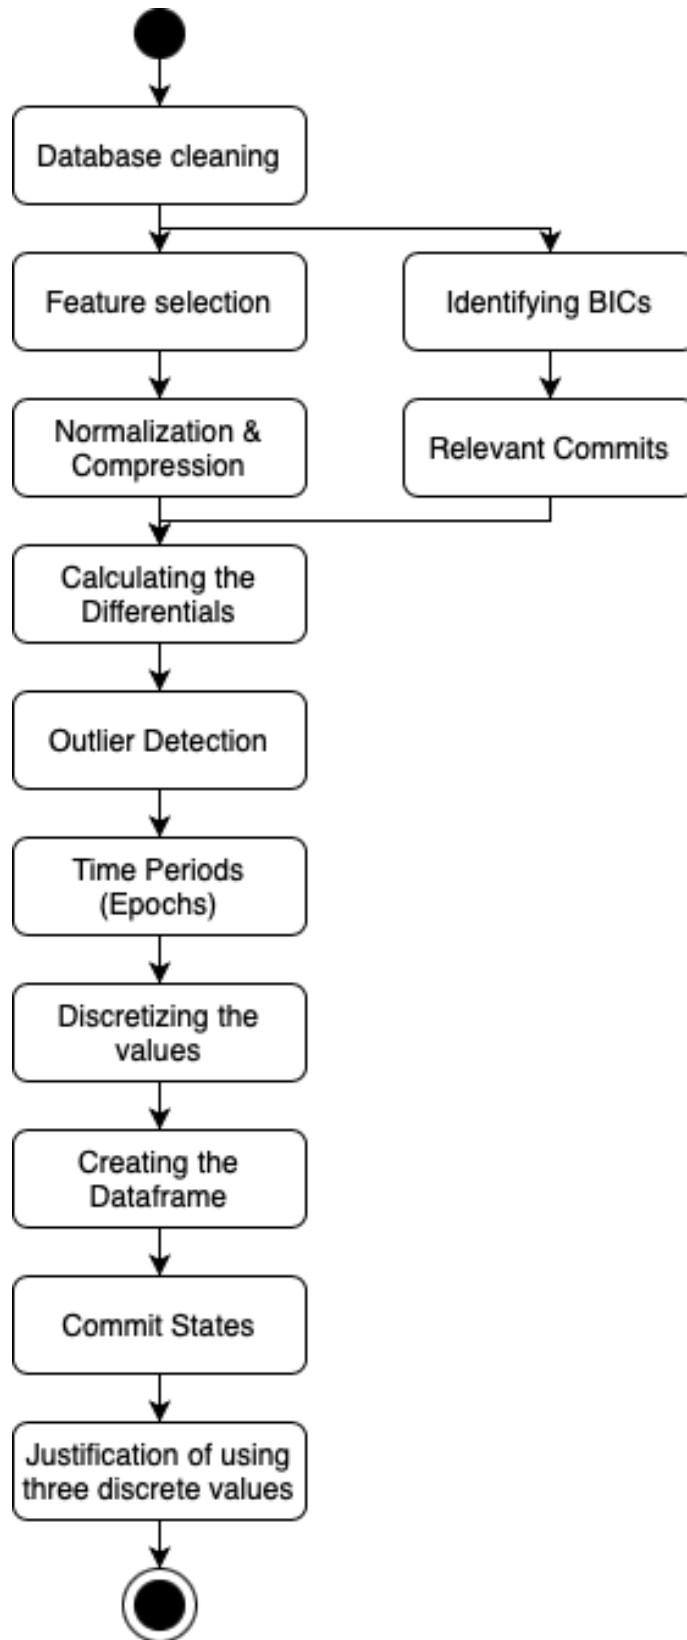 Database cleaning
Feature selection
Identifying BICs
Normalization &
Compression
Relevant Commits
Calculating the
Differentials
Outlier Detection
Time Periods
(Epochs)
Discretizing the
values
Creating the
Dataframe
Commit States
Justification of using
three discrete values